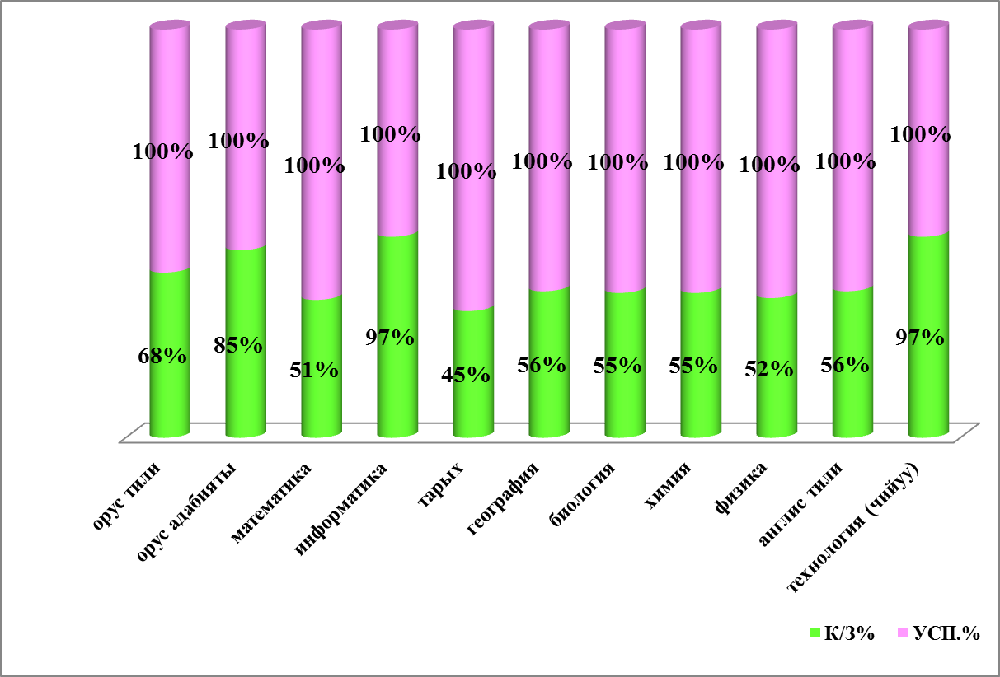 100% 100% 100% 100% 100% 100% 100% 100% 100% 100% 100%
68% 85% 51% 97% 45% 56% 55% 55% 52% 56% 97%
орус тили
орус адабияты
математика
информатика
тарых
география
биология
химия
физика
англис тили
технология (чийүү)
К/З% УСП.%